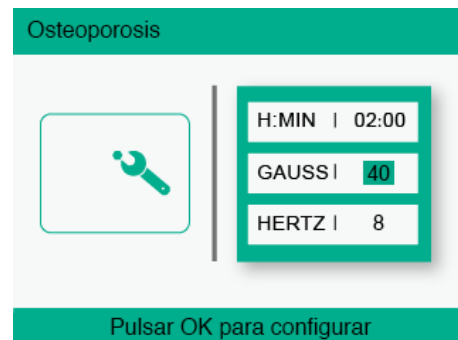 Osteoporosis
H:MIN | 02:00
GAUSS | 40
HERTZ | 8
Pulsar OK para configurar